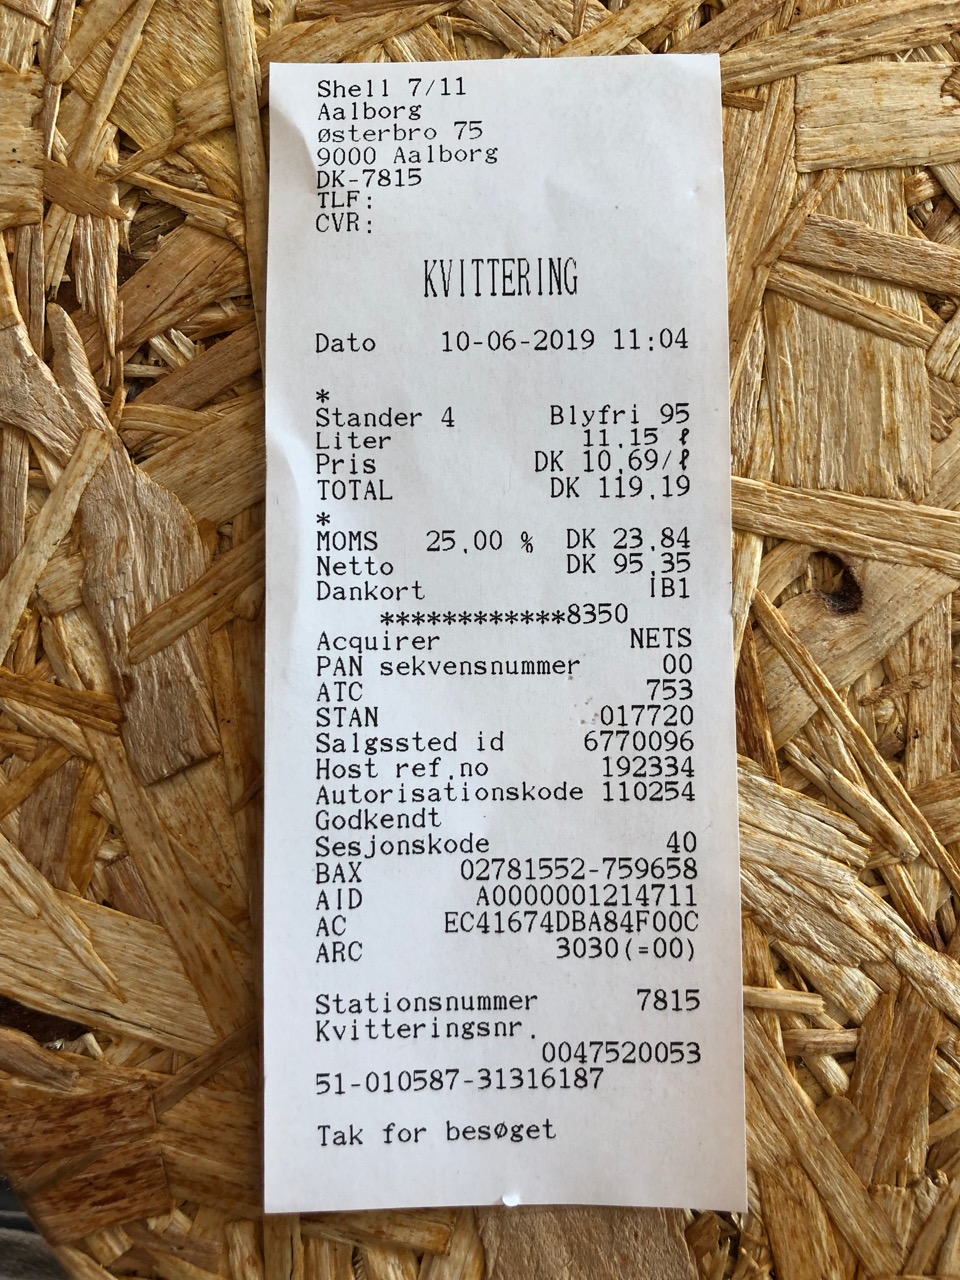 Shell 7/11
Aalborg
Østerbro 75
9000 Aalborg
DK-7815
TLF:
CVR:
KVITTERING
Dato 10-06-2019 11:04
*
Stander 4 Blyfri 95
Liter 11,15 ℓ
Pris DK 10,69/ℓ
TOTAL DK 119,19
*
MOMS 25,00 % DK 23,84
Netto DK 95,35
Dankort IB1
************8350
Acquirer NETS
PAN sekvensnummer 00
ATC 753
STAN 017720
Salgssted id 6770096
Host ref.no 192334
Autorisationskode 110254
Godkendt
Sesjonskode 40
BAX 02781552-759658
AID A0000001214711
AC EC41674DBA84F00C
ARC 3030(=00)
Stationsnummer 7815
Kvitteringsnr.
0047520053
51-010587-31316187
Tak for besøget